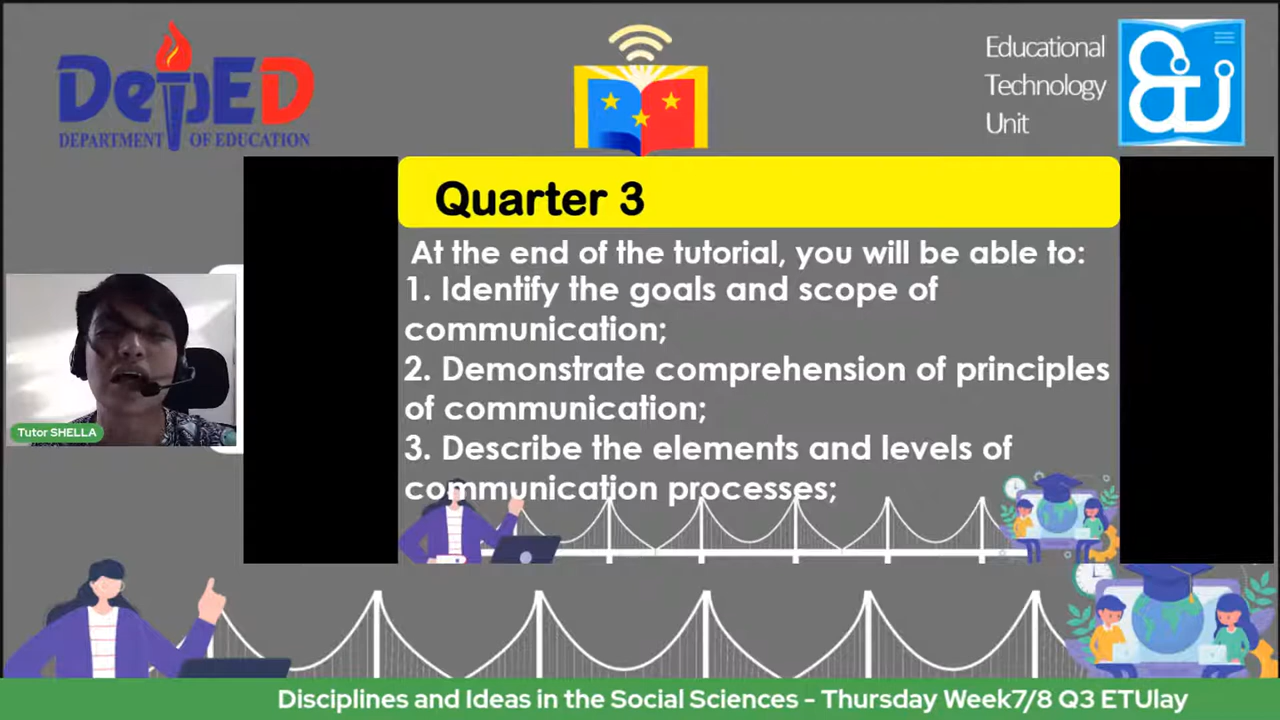 DepED
DEPARTMENT OF EDUCATION
Educational
Technology
Unit
Quarter 3
At the end of the tutorial, you will be able to:
1. Identify the goals and scope of
communication;
2. Demonstrate comprehension of principles
of communication;
3. Describe the elements and levels of
communication processes;
Tutor SHELLA
Disciplines and Ideas in the Social Sciences - Thursday Week7/8 Q3 ETUlay